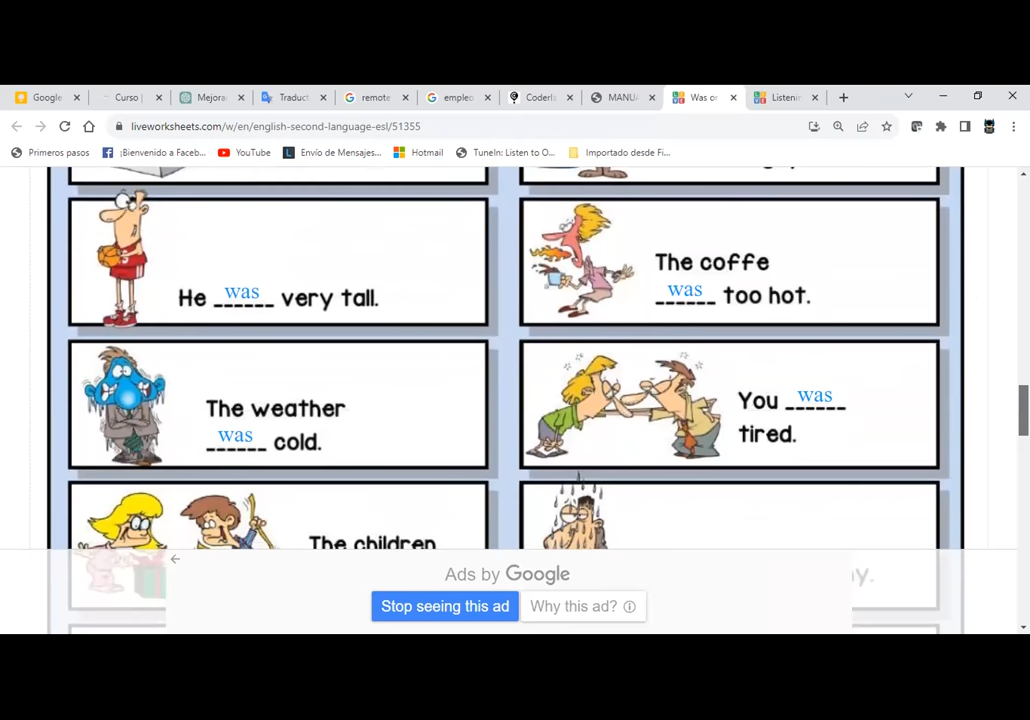 Google
Curso |
Mejora
Traduct
remote
empleo
Coderla
MANUA
Was or
Listenin
liveworksheets.com/w/en/english-second-language-esl/51355
Primeros pasos
¡Bienvenido a Faceb...
YouTube
Envío de Mensajes...
Hotmail
TuneIn: Listen to O...
Importado desde Fi...
He was very tall.
The coffe
was too hot.
The weather
was cold.
You was
tired.
The children
Ads by Google
Stop seeing this ad
Why this ad?